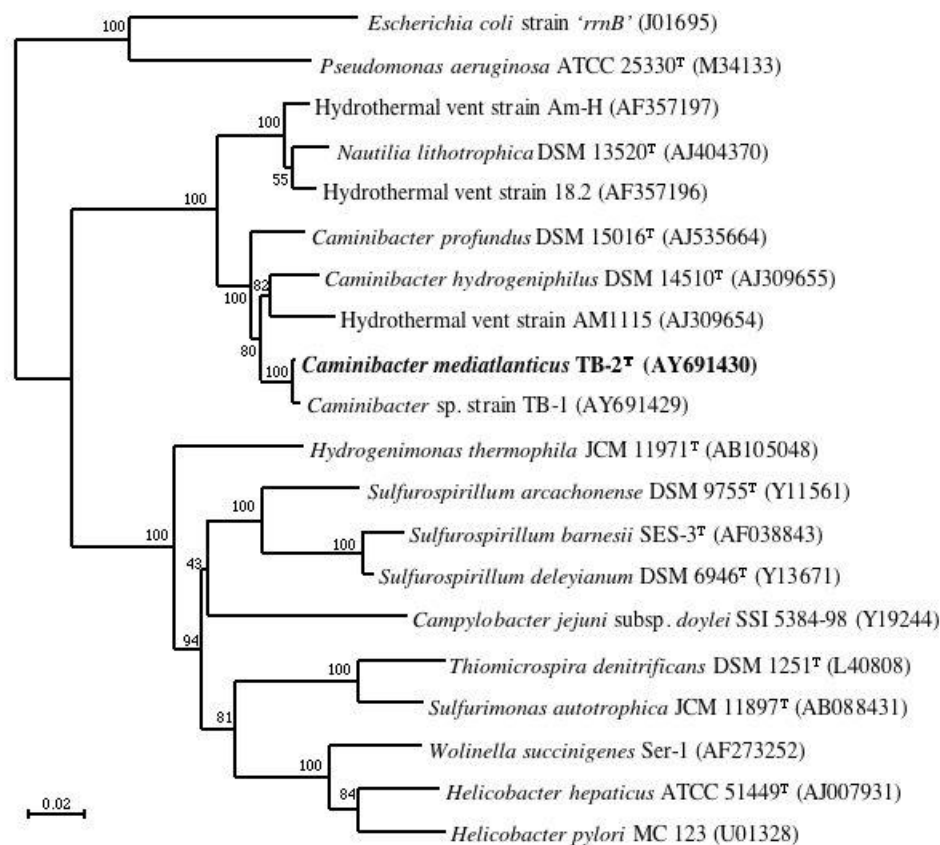 100
Escherichia coli strain ‘rrnB’ (J01695)
Pseudomonas aeruginosa ATCC 25330ᵀ (M34133)
Hydrothermal vent strain Am-H (AF357197)
100
Nautilia lithotrophica DSM 13520ᵀ (AJ404370)
55
Hydrothermal vent strain 18.2 (AF357196)
100
Caminibacter profundus DSM 15016ᵀ (AJ535664)
Caminibacter hydrogeniphilus DSM 14510ᵀ (AJ309655)
82
100
Hydrothermal vent strain AM1115 (AJ309654)
80
Caminibacter mediatlanticus TB-2ᵀ (AY691430)
100
Caminibacter sp. strain TB-1 (AY691429)
Hydrogenimonas thermophila JCM 11971ᵀ (AB105048)
Sulfurospirillum arcachonense DSM 9755ᵀ (Y11561)
100
100
Sulfurospirillum barnesii SES-3ᵀ (AF038843)
100
Sulfurospirillum deleyianum DSM 6946ᵀ (Y13671)
43
Campylobacter jejuni subsp. doylei SSI 5384-98 (Y19244)
94
Thiomicrospira denitrificans DSM 1251ᵀ (L40808)
100
Sulfurimonas autotrophica JCM 11897ᵀ (AB088431)
81
Wolinella succinigenes Ser-1 (AF273252)
100
Helicobacter hepaticus ATCC 51449ᵀ (AJ007931)
84
Helicobacter pylori MC 123 (U01328)
0.02